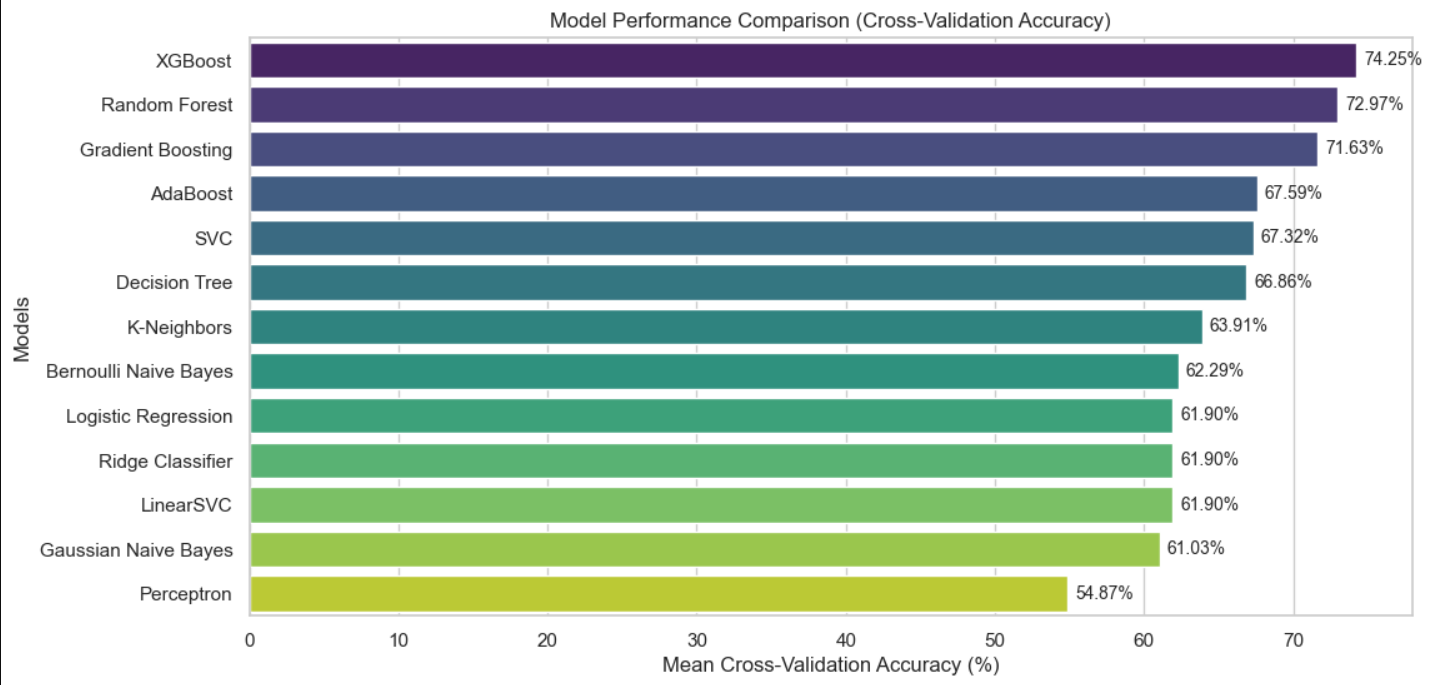 Model Performance Comparison (Cross-Validation Accuracy)
XGBoost 74.25%
Random Forest 72.97%
Gradient Boosting 71.63%
AdaBoost 67.59%
SVC 67.32%
Decision Tree 66.86%
K-Neighbors 63.91%
Bernoulli Naive Bayes 62.29%
Logistic Regression 61.90%
Ridge Classifier 61.90%
LinearSVC 61.90%
Gaussian Naive Bayes 61.03%
Perceptron 54.87%
Models
0 10 20 30 40 50 60 70
Mean Cross-Validation Accuracy (%)